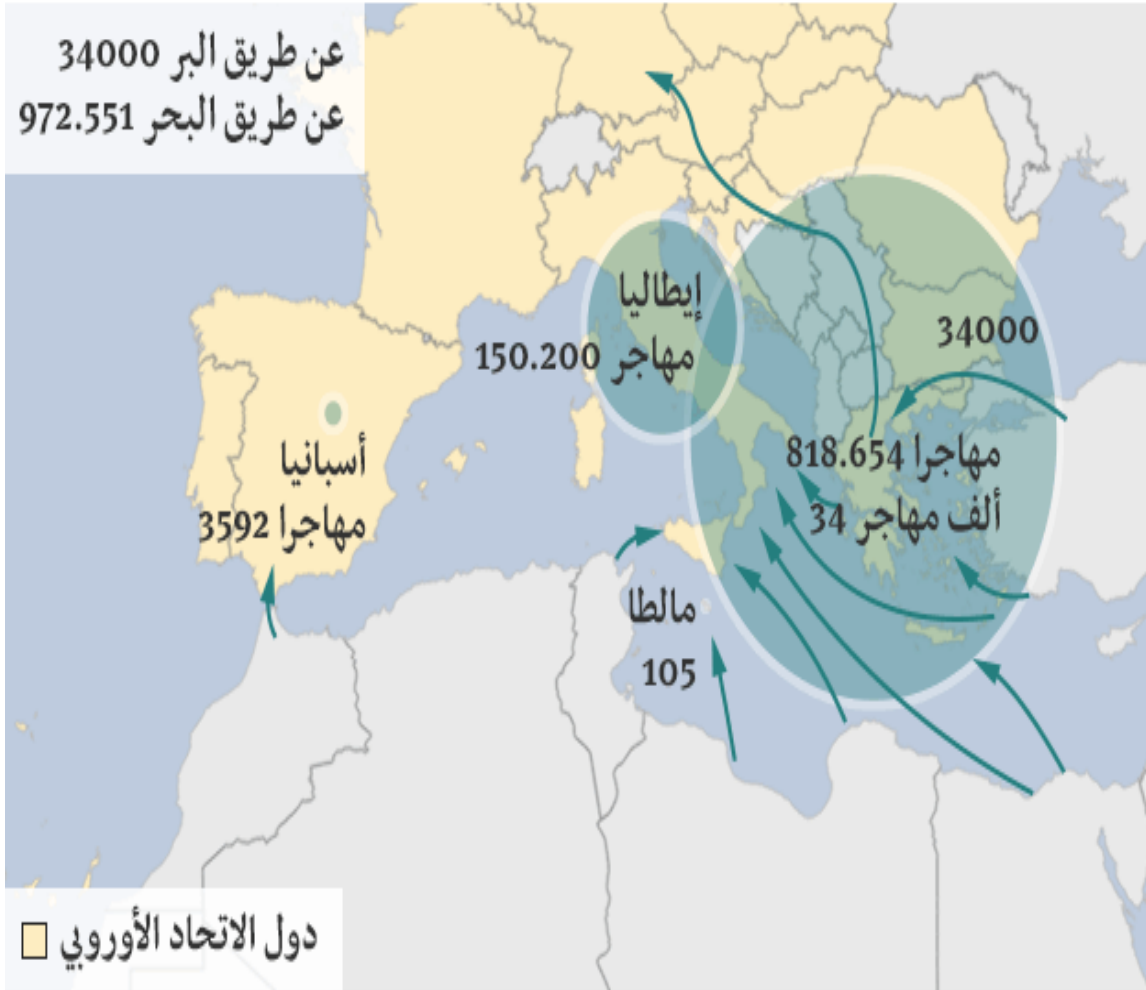 عن طريق البر 34000
عن طريق البحر 972.551
إيطاليا
150.200 مهاجر
34000
818.654 مهاجرا
34 ألف مهاجر
أسبانيا
3592 مهاجرا
مالطا
105
دول الاتحاد الأوروبي